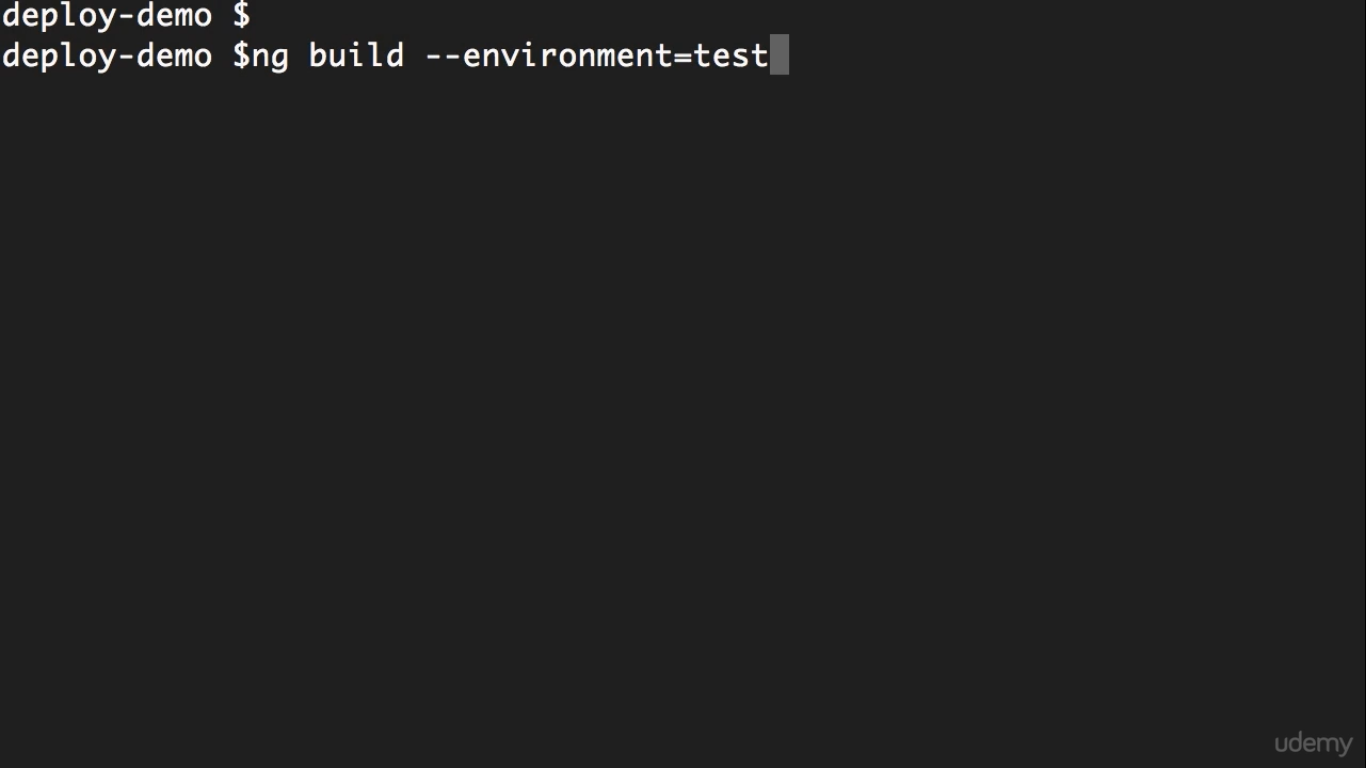 deploy-demo $
deploy-demo $ng build --environment=test
udemy